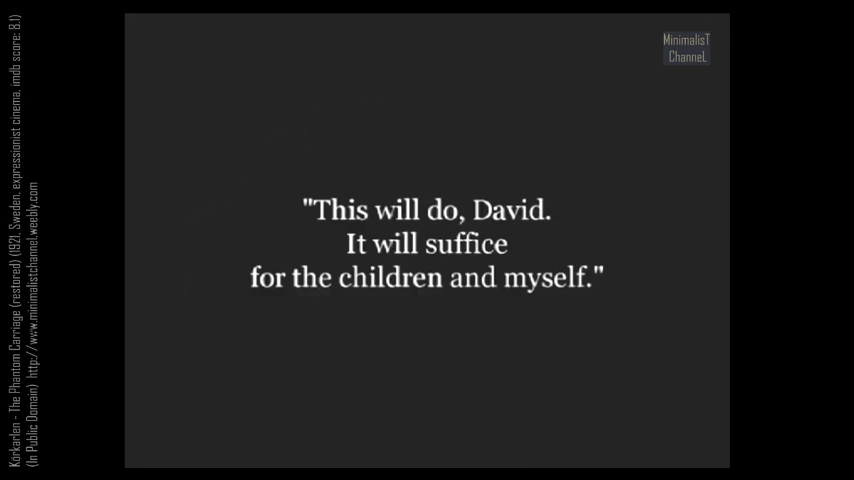 MinimalisT
ChanneL
"This will do, David.
It will suffice
for the children and myself."
Körkarlen - The Phantom Carriage (restored) (1921, Sweden, expressionist cinema, imdb score: 8.1)
(In Public Domain) http://www.minimalistchannel.weebly.com